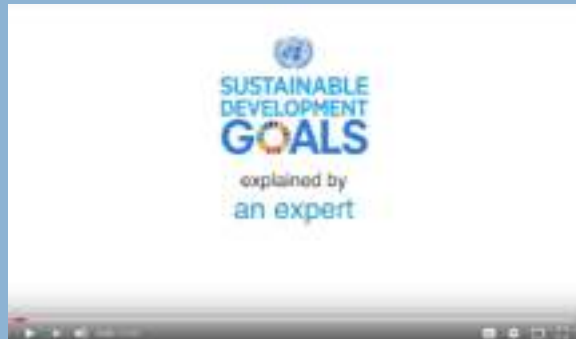 SUSTAINABLE
DEVELOPMENT
GOALS
explained by
an expert